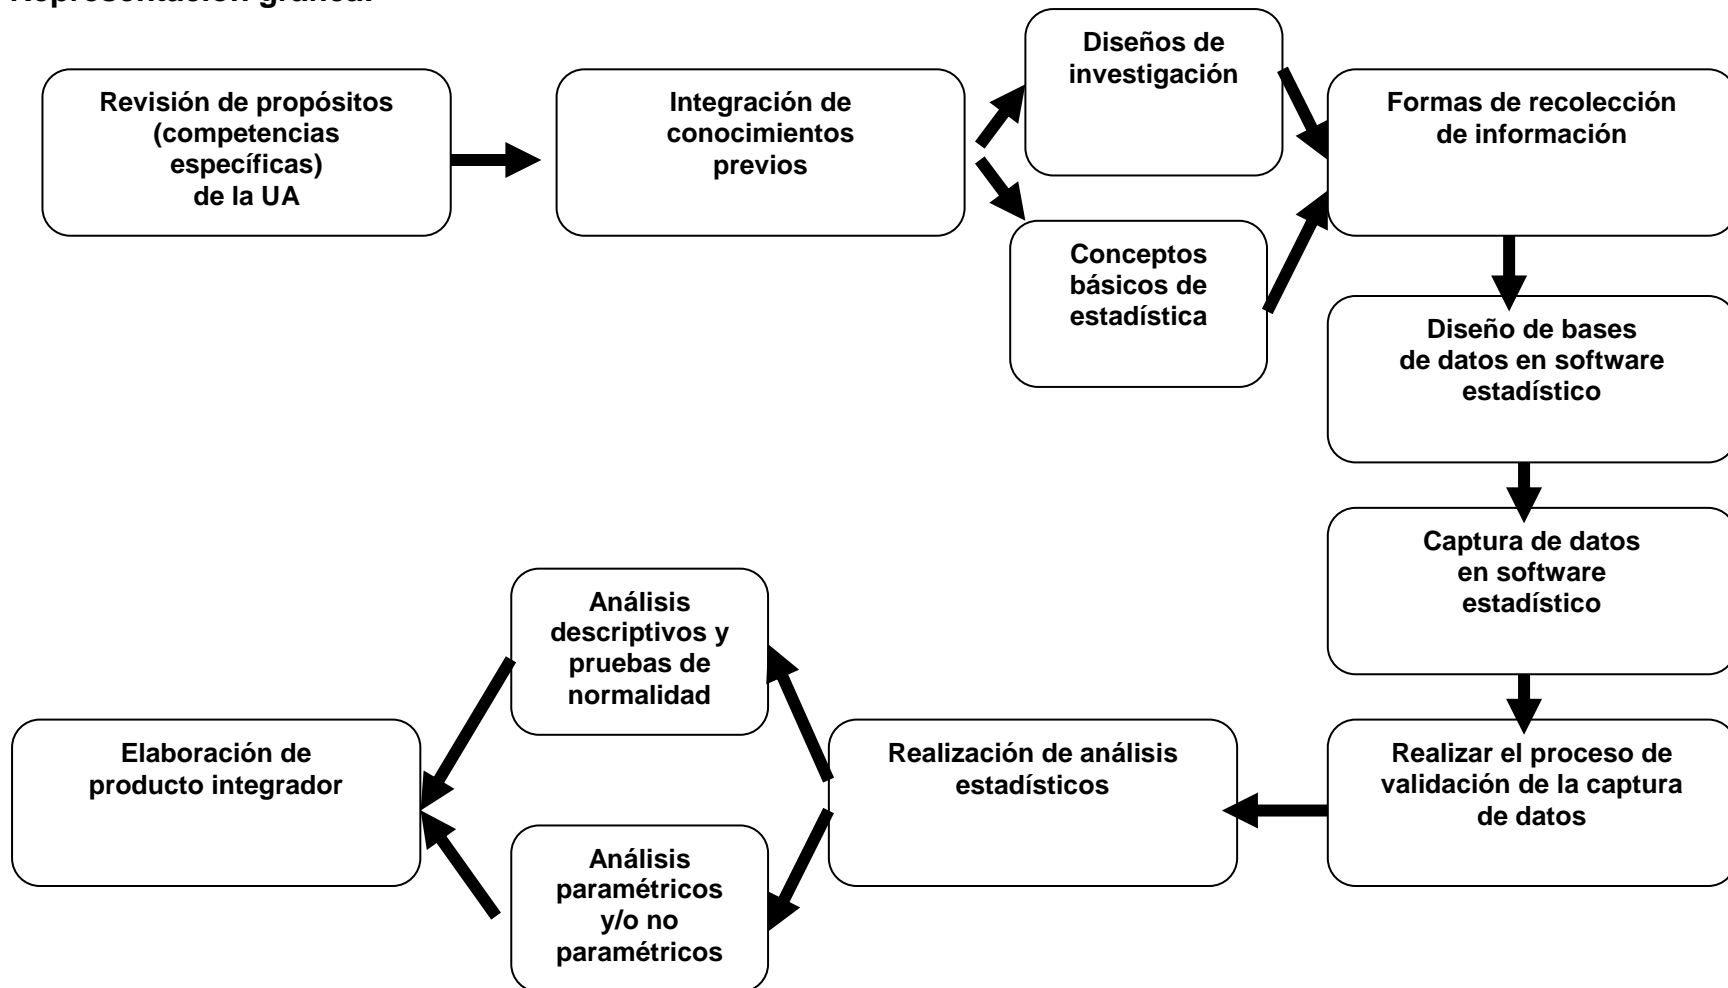 Representación gráfica:
Revisión de propósitos
(competencias
específicas)
de la UA
Integración de
conocimientos
previos
Diseños de
investigación
Conceptos
básicos de
estadística
Formas de recolección
de información
Diseño de bases
de datos en software
estadístico
Captura de datos
en software
estadístico
Realizar el proceso de
validación de la captura
de datos
Realización de análisis
estadísticos
Análisis
descriptivos y
pruebas de
normalidad
Análisis
paramétricos
y/o no
paramétricos
Elaboración de
producto integrador